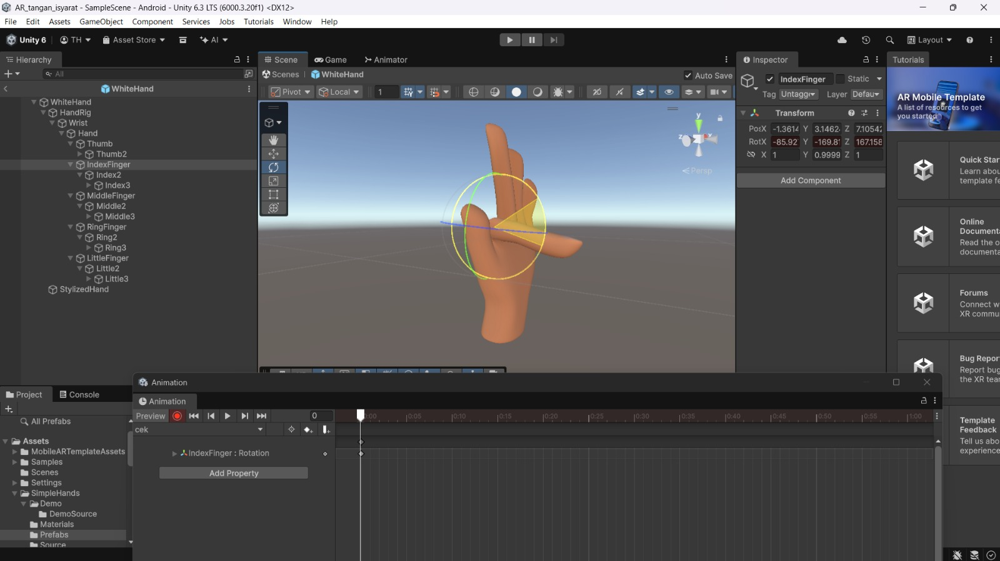 AR_tangan_isyarat - SampleScene - Android - Unity 6.3 LTS (6000.3.20f1) <DX12>
File Edit Assets GameObject Component Services Jobs Tutorials Window Help
Unity 6 TH Asset Store AI Layout
Hierarchy
All
WhiteHand
WhiteHand
HandRig
Wrist
Hand
Thumb
Thumb2
IndexFinger
Index2
Index3
MiddleFinger
Middle2
Middle3
RingFinger
Ring2
Ring3
LittleFinger
Little2
Little3
StylizedHand
Scene Game Animator
Scenes WhiteHand Auto Save
Pivot Local 1 2D
y
z x
Persp
Inspector
IndexFinger Static
Tag Untagg Layer Defau
Transform
Pos X -1.3614 Y 3.1462 Z 7.10542
Rot X -85.92 Y -169.81 Z 167.158
X 1 Y 0.9999 Z 1
Add Component
Tutorials
AR Mobile Template
A list of resources to get
you started
Quick Star
Learn abou
template fe
Online
Documenta
Read the o
documenta
Forums
Connect w
XR commu
Bug Repor
Report bug
the XR tea
Template
Feedback
Tell us abo
experience
Project Console
All Prefabs
Assets
MobileARTemplateAssets
Samples
Scenes
Settings
SimpleHands
Demo
DemoSource
Materials
Prefabs
Source
Animation
Animation
Preview 0
0:00 0:05 0:10 0:15 0:20 0:25 0:30 0:35 0:40 0:45 0:50 0:55 1:00
cek
IndexFinger : Rotation
Add Property